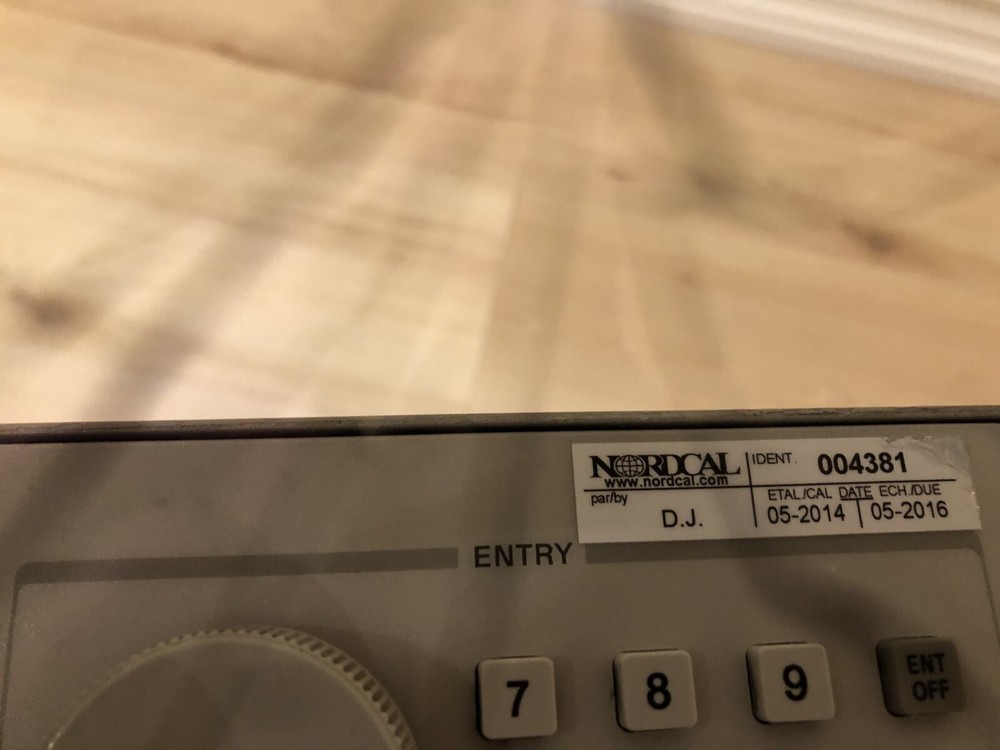 NORDCAL
www.nordcal.com
IDENT. 004381
par/by
D.J.
ETAL./CAL DATE ECH./DUE
05-2014 05-2016
ENTRY
7 8 9 ENT
OFF